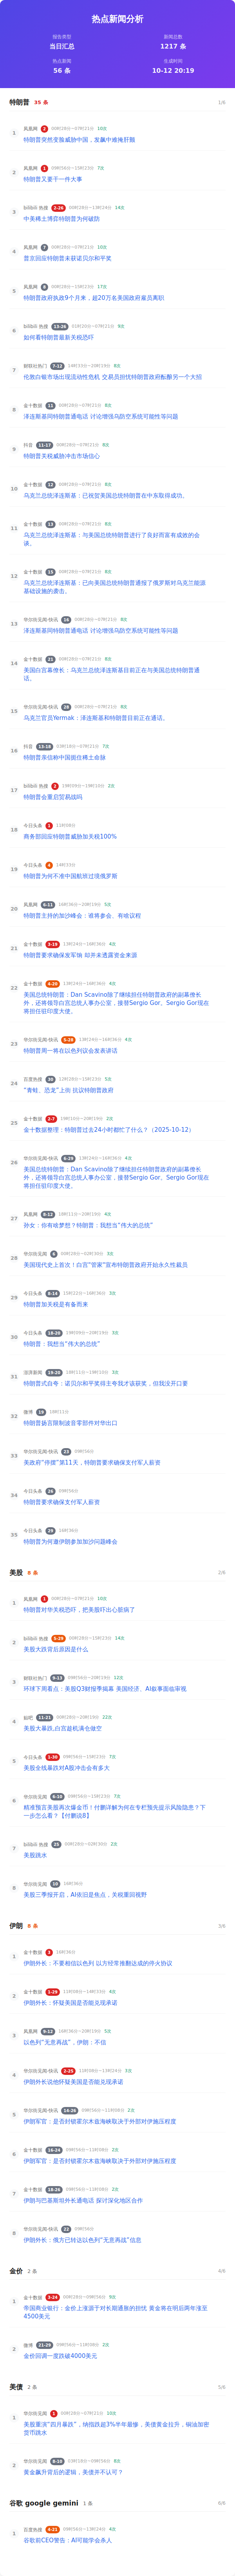 热点新闻分析
报告类型
新闻总数
当日汇总
1217 条
热点新闻
生成时间
56 条
10-12 20:19
特朗普 35 条 1/6
1 凤凰网 2 00时28分~07时21分 10次
特朗普突然变脸威胁中国，发飙中难掩肝颤
2 凤凰网 1 09时56分~15时23分 7次
特朗普又要干一件大事
3 bilibili 热搜 2-26 00时28分~13时24分 14次
中美稀土博弈特朗普为何破防
4 凤凰网 7 00时28分~07时21分 10次
普京回应特朗普未获诺贝尔和平奖
5 凤凰网 6 00时28分~15时23分 17次
特朗普政府执政9个月来，超20万名美国政府雇员离职
6 bilibili 热搜 13-26 01时26分~07时21分 9次
如何看特朗普最新关税恐吓
7 财联社热门 7-12 14时33分~20时19分 8次
伦敦白银市场出现流动性危机 交易员担忧特朗普政府酝酿另一个大招
8 金十数据 11 00时28分~07时21分 8次
泽连斯基同特朗普通电话 讨论增强乌防空系统可能性等问题
9 抖音 11-17 00时28分~07时21分 8次
特朗普关税威胁冲击市场信心
10 金十数据 12 00时28分~07时21分 8次
乌克兰总统泽连斯基：已祝贺美国总统特朗普在中东取得成功。
11 金十数据 13 00时28分~07时21分 8次
乌克兰总统泽连斯基：与美国总统特朗普进行了良好而富有成效的会
谈。
12 金十数据 15 00时28分~07时21分 8次
乌克兰总统泽连斯基：已向美国总统特朗普通报了俄罗斯对乌克兰能源
基础设施的袭击。
13 华尔街见闻-快讯 16 00时28分~07时21分 8次
泽连斯基同特朗普通电话 讨论增强乌防空系统可能性等问题
14 金十数据 21 00时28分~07时21分 8次
美国白宫幕僚长：乌克兰总统泽连斯基目前正在与美国总统特朗普通
话。
15 华尔街见闻-快讯 26 00时28分~07时21分 8次
乌克兰官员Yermak：泽连斯基和特朗普目前正在通话。
16 抖音 15-18 03时18分~07时21分 7次
特朗普亲信称中国扼住稀土命脉
17 bilibili 热搜 2 19时09分~19时19分 2次
特朗普会重启贸易战吗
18 今日头条 1 11时08分
商务部回应特朗普威胁加关税100%
19 今日头条 4 14时33分
特朗普为何不准中国航班过境俄罗斯
20 凤凰网 6-11 16时36分~20时19分 5次
特朗普主持的加沙峰会：谁将参会、有啥议程
21 金十数据 3-19 13时24分~16时36分 4次
特朗普要求确保发军饷 却并未透露资金来源
22 金十数据 4-20 13时24分~16时36分 4次
美国总统特朗普：Dan Scavino除了继续担任特朗普政府的副幕僚长
外，还将领导白宫总统人事办公室，接替Sergio Gor、Sergio Gor现在
将担任驻印度大使。
23 华尔街见闻-快讯 5-28 13时24分~16时36分 4次
特朗普周一将在以色列议会发表讲话
24 百度热搜 30 12时28分~15时23分 5次
“青蛙、恐龙”上街 抗议特朗普政府
25 金十数据 2-7 19时10分~20时19分 2次
金十数据整理：特朗普过去24小时都忙了什么？（2025-10-12）
26 华尔街见闻-快讯 6-29 13时24分~16时36分 4次
美国总统特朗普：Dan Scavino除了继续担任特朗普政府的副幕僚长
外，还将领导白宫总统人事办公室，接替Sergio Gor、Sergio Gor现在
将担任驻印度大使。
27 凤凰网 8-12 18时11分~20时19分 4次
孙女：你有啥梦想？特朗普：我想当“伟大的总统”
28 华尔街见闻 6 00时28分~02时30分 3次
美国现代史上首次！白宫“管家”宣布特朗普政府开始永久性裁员
29 今日头条 8-14 15时22分~16时36分 3次
特朗普加关税是有备而来
30 今日头条 18-20 19时09分~20时19分 3次
特朗普：我想当“伟大的总统”
31 澎湃新闻 19-20 18时11分~19时19分 3次
特朗普式自夸：诺贝尔和平奖得主夸我才该获奖，但我没开口要
32 微博 19 18时11分
特朗普扬言限制波音零部件对华出口
33 华尔街见闻-快讯 23 09时56分
美政府“停摆”第11天，特朗普要求确保支付军人薪资
34 今日头条 26 09时56分
特朗普要求确保支付军人薪资
35 今日头条 29 16时36分
特朗普为何邀伊朗参加加沙问题峰会
美股 8 条 2/6
1 凤凰网 1 00时28分~07时21分 10次
特朗普对华关税恐吓，把美股吓出心脏病了
2 bilibili 热搜 5-29 00时28分~15时23分 14次
美股大跌背后原因是什么
3 财联社热门 9-13 09时56分~20时19分 12次
环球下周看点：美股Q3财报季揭幕 美国经济、AI叙事面临审视
4 贴吧 11-21 00时28分~20时19分 22次
美股大暴跌,白宫趁机满仓做空
5 今日头条 1-30 09时56分~15时23分 7次
美股全线暴跌对A股冲击会有多大
6 华尔街见闻 6-10 09时56分~15时23分 7次
精准预言美股再次爆金币！付鹏详解为何在专栏预先提示风险隐患？下
一步怎么看？【付鹏说8】
7 bilibili 热搜 29 00时28分~02时30分 2次
美股跳水
8 华尔街见闻 10 16时36分
美股三季报开启，AI依旧是焦点，关税重回视野
伊朗 8 条 3/6
1 金十数据 3 16时36分
伊朗外长：不要相信以色列 以方经常推翻达成的停火协议
2 金十数据 1-29 11时08分~14时33分 4次
伊朗外长：怀疑美国是否能兑现承诺
3 凤凰网 9-12 16时36分~20时19分 5次
以色列“无意再战”，伊朗：不信
4 华尔街见闻-快讯 2-25 11时08分~13时24分 3次
伊朗外长说他怀疑美国是否能兑现承诺
5 华尔街见闻-快讯 14-26 09时56分~11时08分 2次
伊朗军官：是否封锁霍尔木兹海峡取决于外部对伊施压程度
6 金十数据 16-24 09时56分~11时08分 2次
伊朗军官：是否封锁霍尔木兹海峡取决于外部对伊施压程度
7 金十数据 18-26 09时56分~11时08分 2次
伊朗与巴基斯坦外长通电话 探讨深化地区合作
8 华尔街见闻-快讯 22 09时56分
伊朗外长：俄方已转达以色列“无意再战”信息
金价 2 条 4/6
1 金十数据 3-24 00时28分~09时56分 9次
帝国商业银行：金价上涨源于对长期通胀的担忧 黄金将在明后两年涨至
4500美元
2 微博 21-29 09时56分~11时08分 2次
金价回调一度跌破4000美元
美债 2 条 5/6
1 华尔街见闻 1 00时28分~07时21分 10次
美股重演“四月暴跌”，纳指跌超3%半年最惨，美债黄金拉升，铜油加密
货币跳水
2 华尔街见闻 8-10 03时18分~09时56分 8次
黄金飙升背后的逻辑，美债并不认可？
谷歌 google gemini 1 条 6/6
1 百度热搜 4-21 09时56分~13时24分 4次
谷歌前CEO警告：AI可能学会杀人